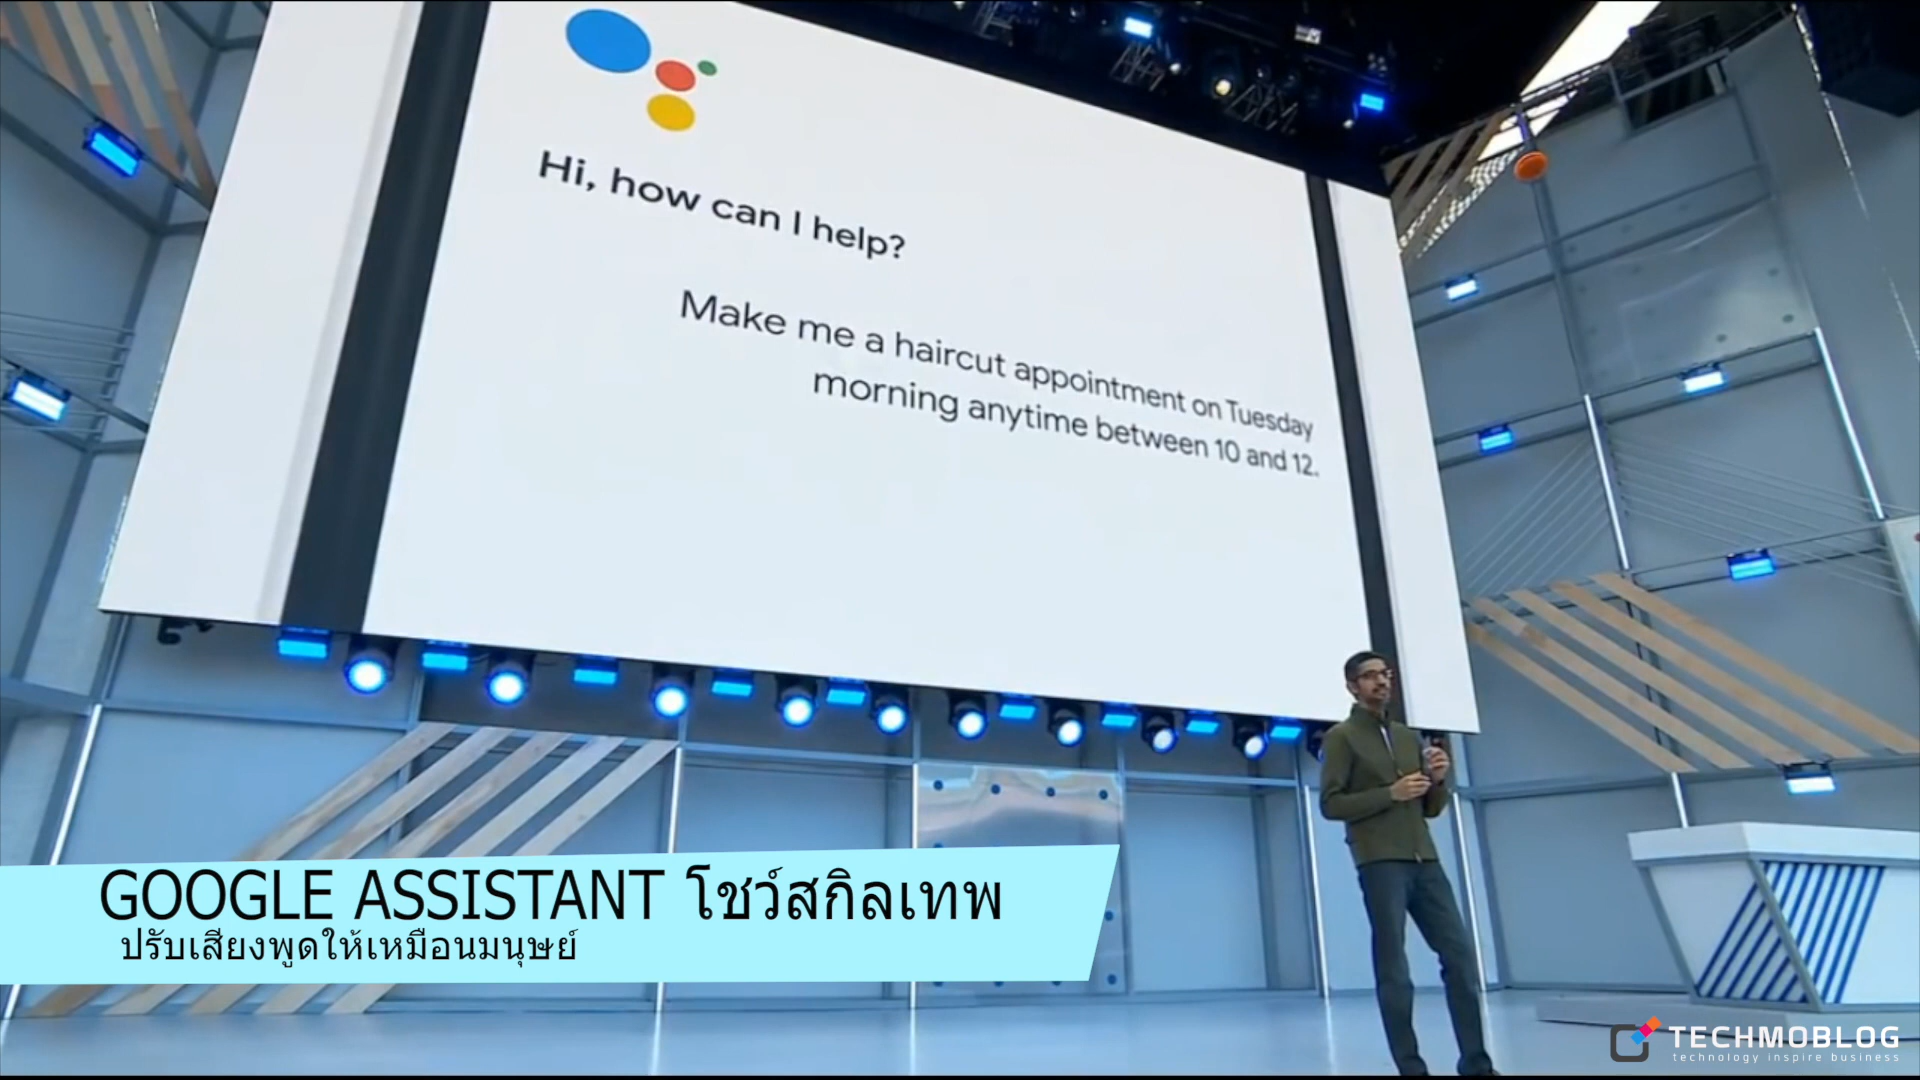 Hi, how can I help?
Make me a haircut appointment on Tuesday
morning anytime between 10 and 12.
GOOGLE ASSISTANT โชว์สกิลเทพ
ปรับเสียงพูดให้เหมือนมนุษย์
TECHMOBLOG
technology inspire business